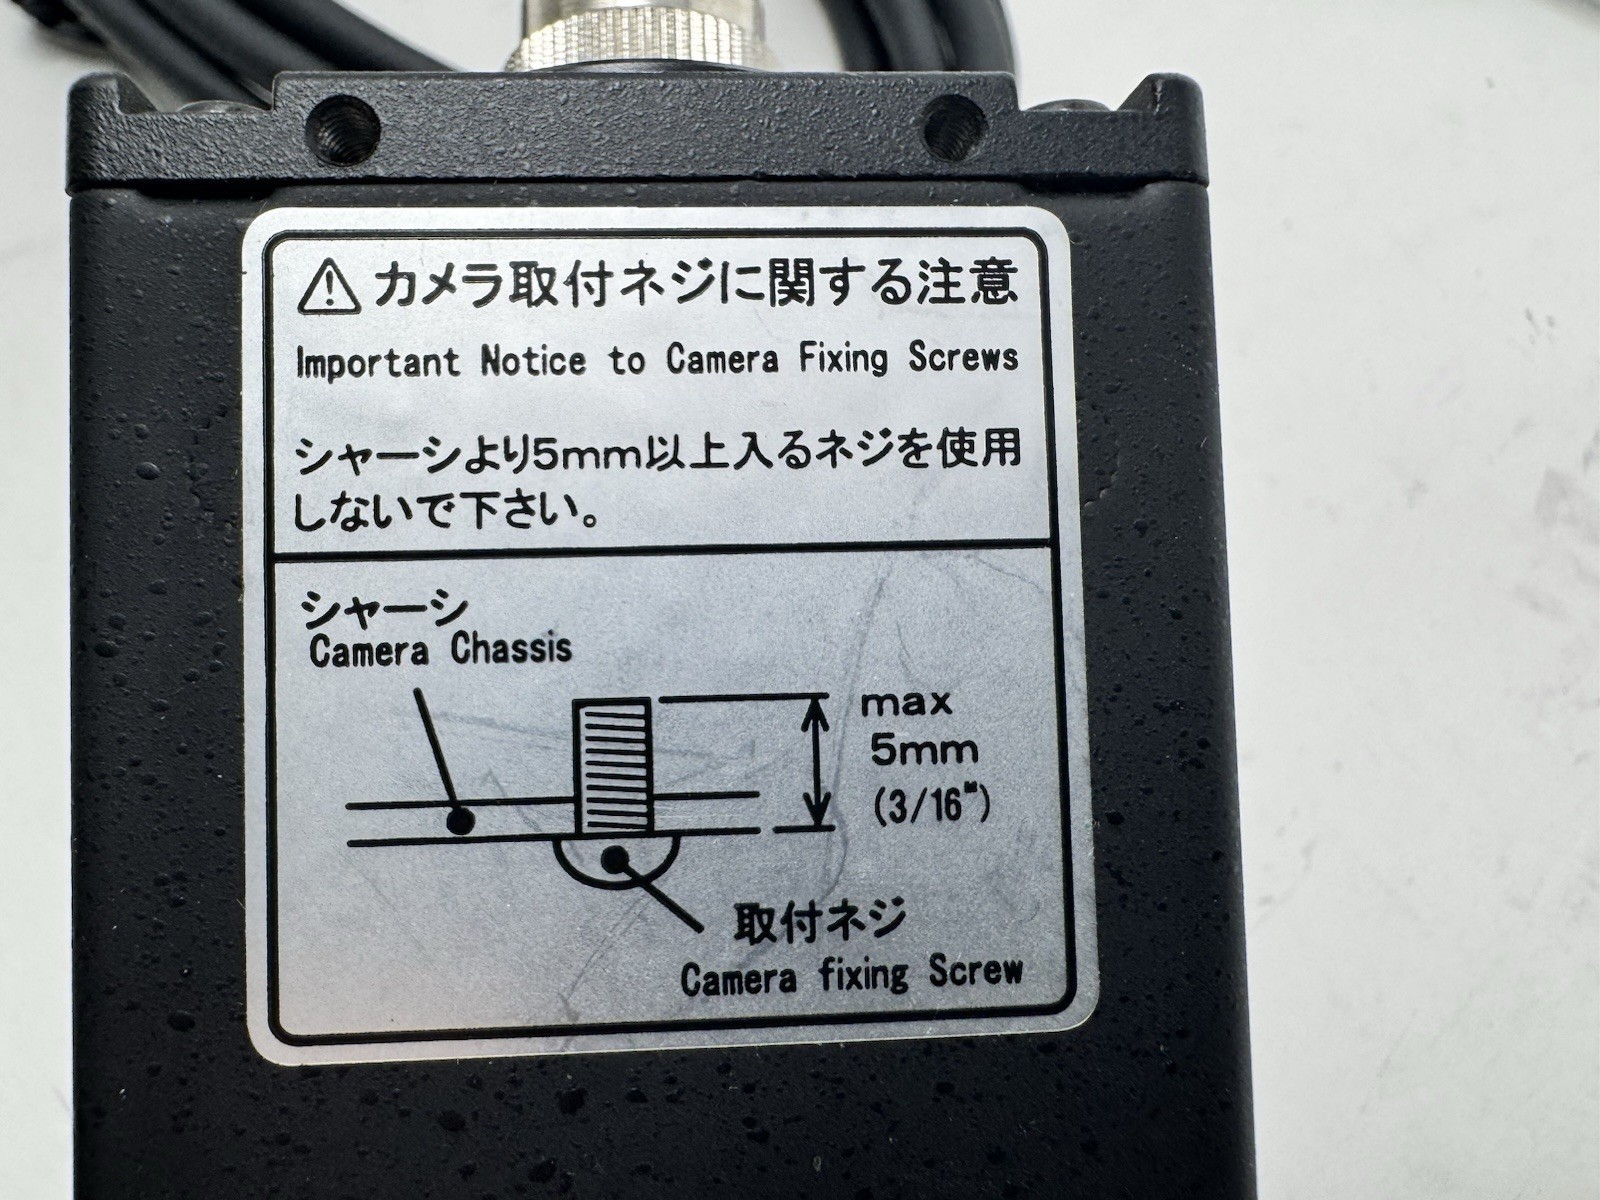 カメラ取付ネジに関する注意
Important Notice to Camera Fixing Screws
シャーシより5mm以上入るネジを使用
しないで下さい。
シャーシ
Camera Chassis
max
5mm
(3/16")
取付ネジ
Camera fixing Screw